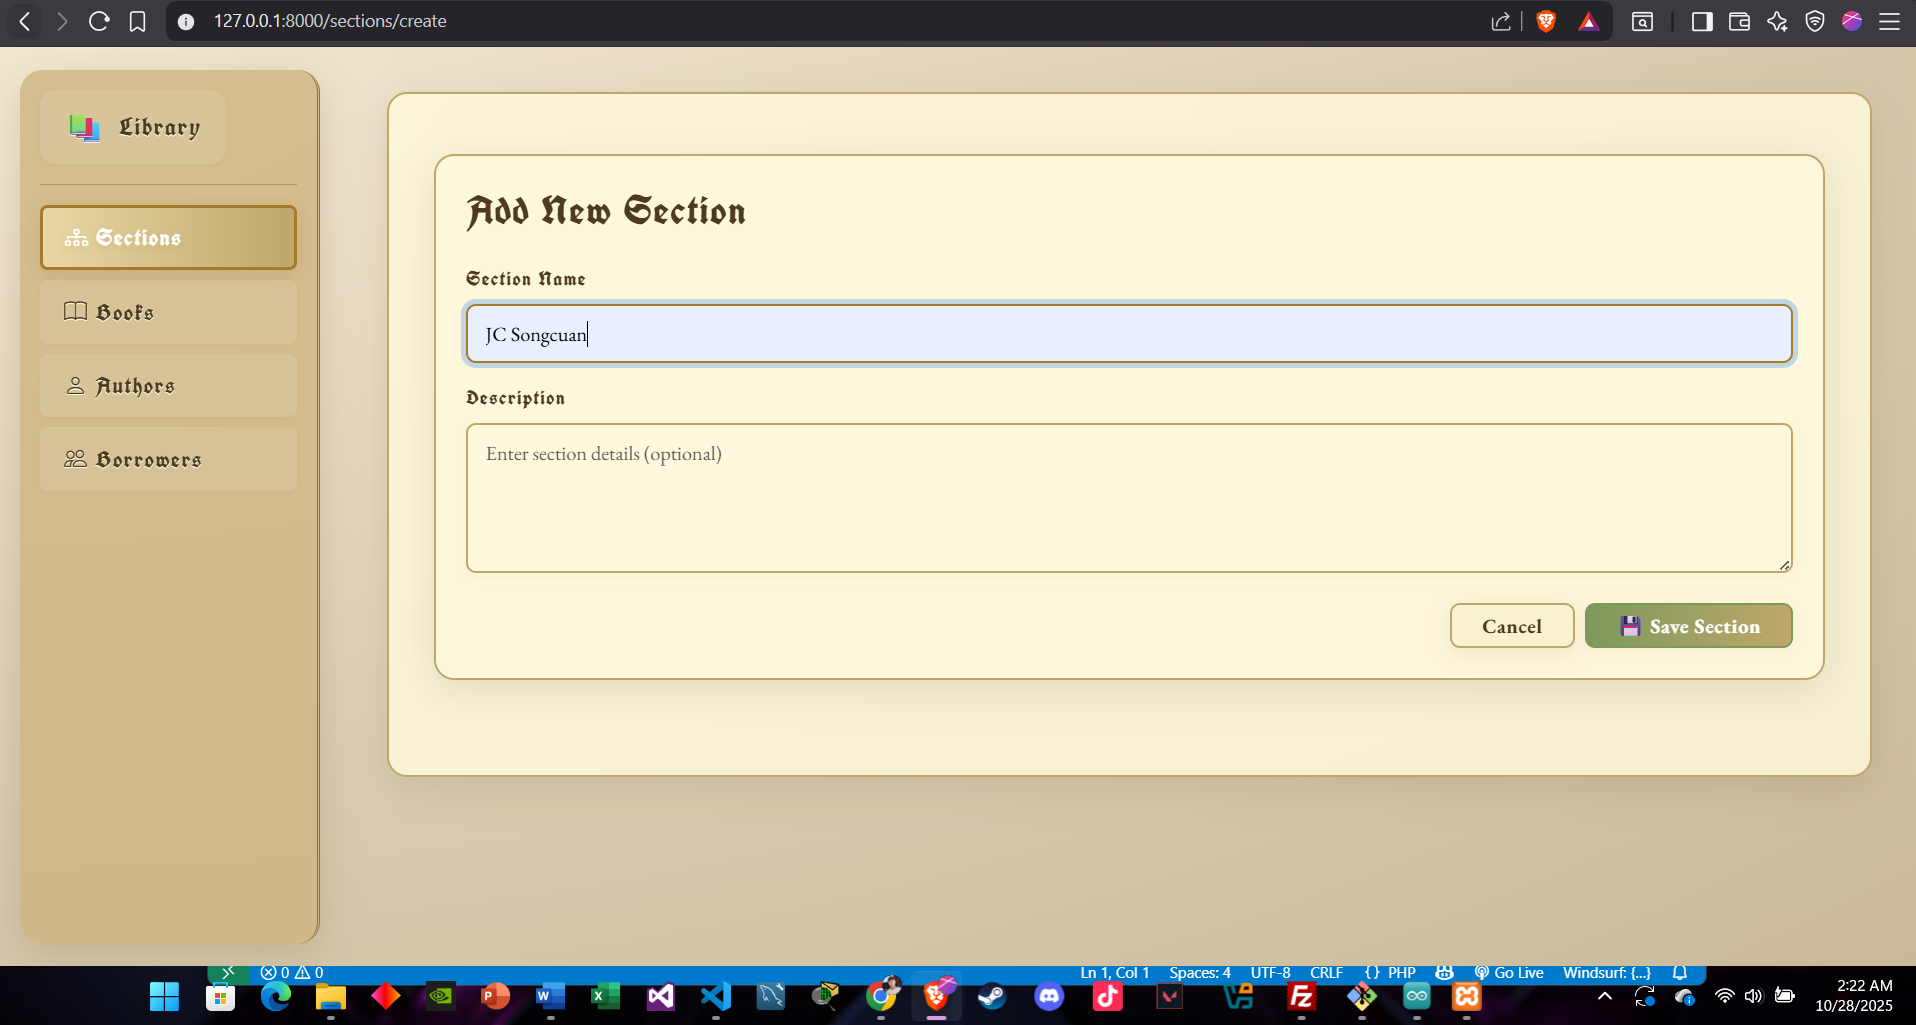 127.0.0.1:8000/sections/create
Library
Sections
Books
Authors
Borrowers
Add New Section
Section Name
JC Songcuan
Description
Enter section details (optional)
Cancel
Save Section
0 0
Ln 1, Col 1 Spaces: 4 UTF-8 CRLF {} PHP Go Live Windsurf: {...}
2:22 AM
10/28/2025